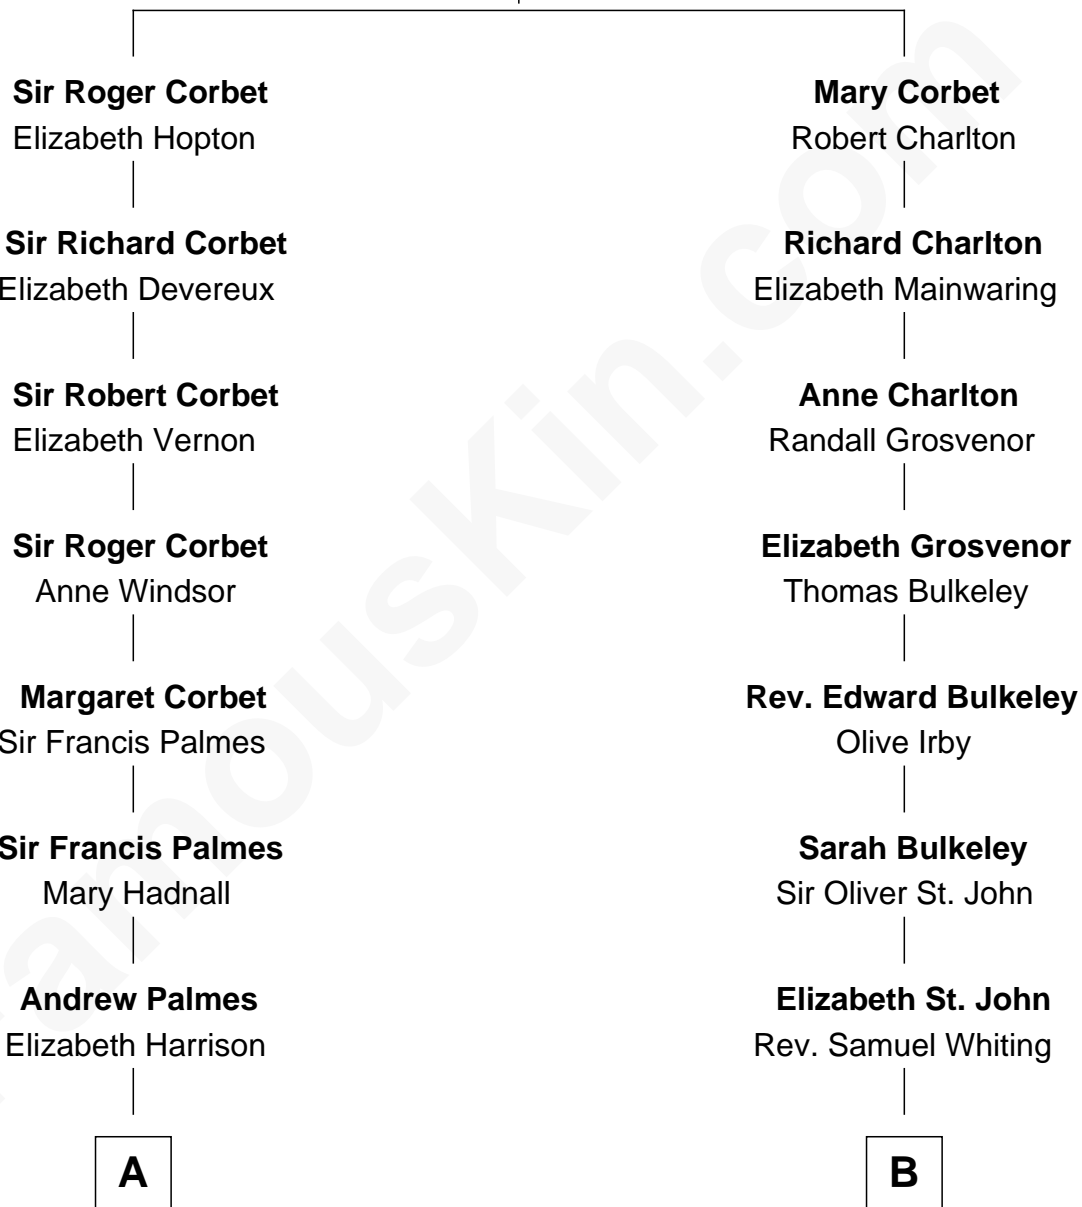 Sir Roger Corbet
Elizabeth Hopton
Mary Corbet
Robert Charlton
Sir Richard Corbet
Elizabeth Devereux
Richard Charlton
Elizabeth Mainwaring
Sir Robert Corbet
Elizabeth Vernon
Anne Charlton
Randall Grosvenor
Sir Roger Corbet
Anne Windsor
Elizabeth Grosvenor
Thomas Bulkeley
Margaret Corbet
Sir Francis Palmes
Rev. Edward Bulkeley
Olive Irby
Sir Francis Palmes
Mary Hadnall
Sarah Bulkeley
Sir Oliver St. John
Andrew Palmes
Elizabeth Harrison
Elizabeth St. John
Rev. Samuel Whiting
A
B
FamousKin.com